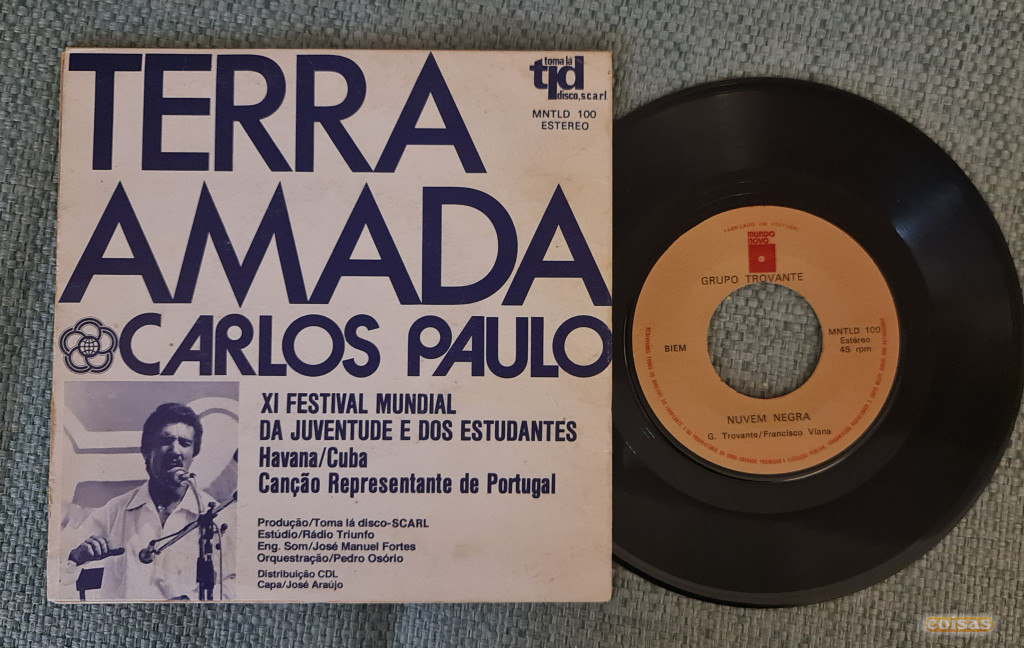 TERRA
AMADA
CARLOS PAULO
toma lá
tld
disco,s.c.a.r.l.
MNTLD 100
ESTEREO
XI FESTIVAL MUNDIAL
DA JUVENTUDE E DOS ESTUDANTES
Havana/Cuba
Canção Representante de Portugal
Produção/Toma lá disco-SCARL
Estúdio/Rádio Triunfo
Eng. Som/José Manuel Fortes
Orquestração/Pedro Osório
Distribuição CDL
Capa/José Araújo
FABRICADO EM PORTUGAL
mundo
novo
GRUPO TROVANTE
BIEM
MNTLD 100
Estéreo
45 rpm
NUVEM NEGRA
G. Trovante/Francisco Viana
coisas